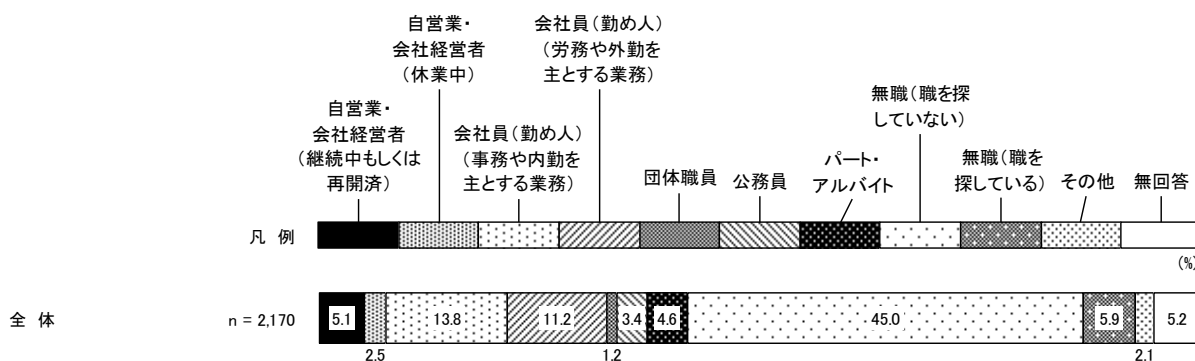 自営業・
会社経営者
（休業中）
会社員（勤め人）
（労務や外勤を
主とする業務）
無職（職を探
していない）
自営業・
会社経営者
（継続中もしくは
再開済）
会社員（勤め人）
（事務や内勤を
主とする業務）
団体職員
公務員
パート・
アルバイト
無職（職を
探している）
その他
無回答
凡 例
(%)
全 体
n = 2,170
5.1
13.8
11.2
3.4
4.6
45.0
5.9
5.2
2.5
1.2
2.1